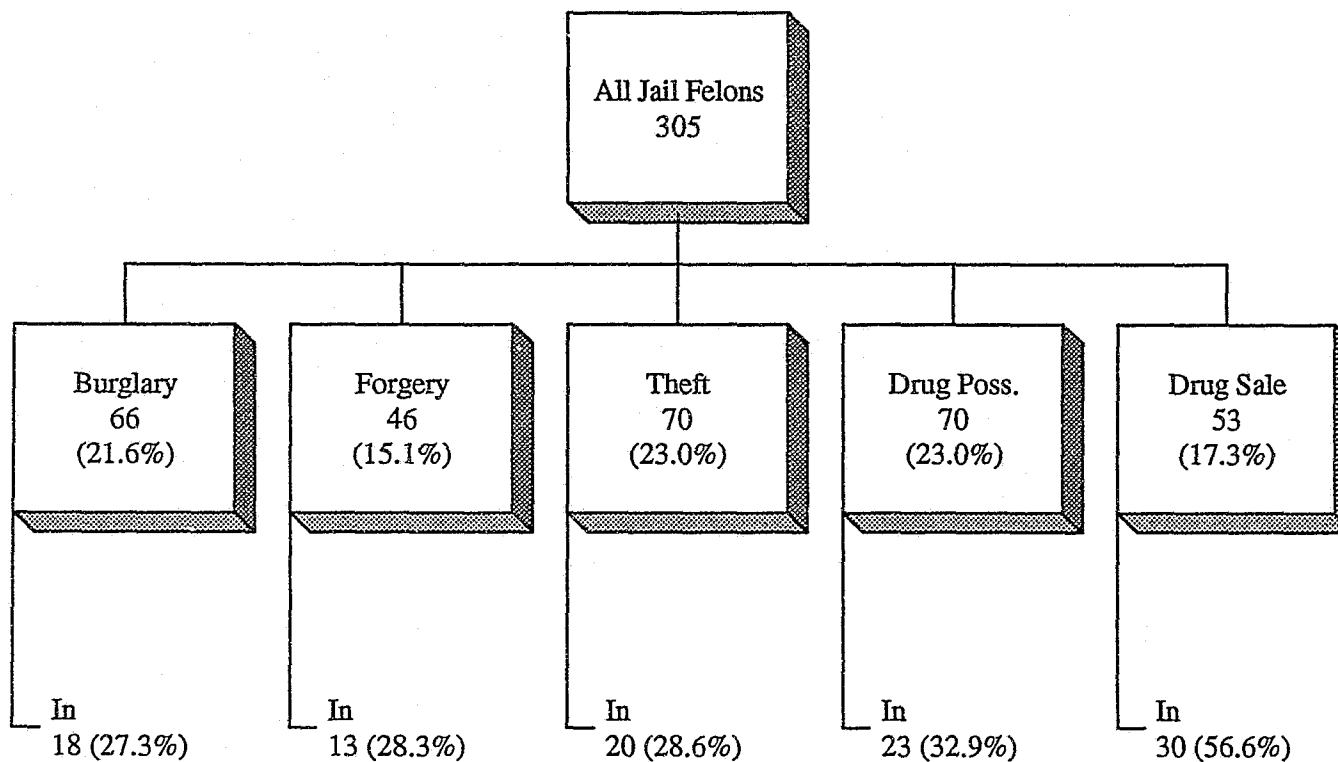 All Jail Felons
305
Burglary
66
(21.6%)
Forgery
46
(15.1%)
Theft
70
(23.0%)
Drug Poss.
70
(23.0%)
Drug Sale
53
(17.3%)
In
18 (27.3%)
In
13 (28.3%)
In
20 (28.6%)
In
23 (32.9%)
In
30 (56.6%)